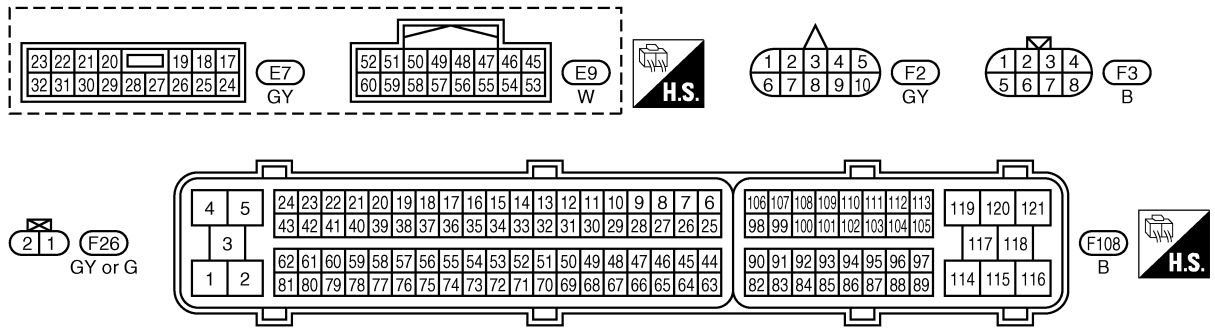 23 22 21 20 19 18 17
32 31 30 29 28 27 26 25 24
E7
GY
52 51 50 49 48 47 46 45
60 59 58 57 56 55 54 53
E9
W
H.S.
1 2 3 4 5
6 7 8 9 10
F2
GY
1 2 3 4
5 6 7 8
F3
B
2 1
F26
GY or G
4 5
3
1 2
24 23 22 21 20 19 18 17 16 15 14 13 12 11 10 9 8 7 6
43 42 41 40 39 38 37 36 35 34 33 32 31 30 29 28 27 26 25
62 61 60 59 58 57 56 55 54 53 52 51 50 49 48 47 46 45 44
81 80 79 78 77 76 75 74 73 72 71 70 69 68 67 66 65 64 63
106 107 108 109 110 111 112 113
98 99 100 101 102 103 104 105
90 91 92 93 94 95 96 97
82 83 84 85 86 87 88 89
119 120 121
117 118
114 115 116
F108
B
H.S.